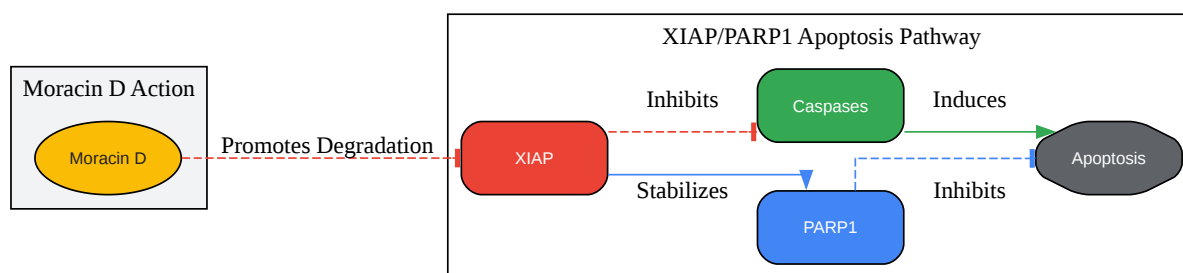 XIAP/PARP1 Apoptosis Pathway
Moracin D Action
Moracin D
Promotes Degradation
XIAP
Inhibits
Caspases
Induces
Apoptosis
Stabilizes
PARP1
Inhibits